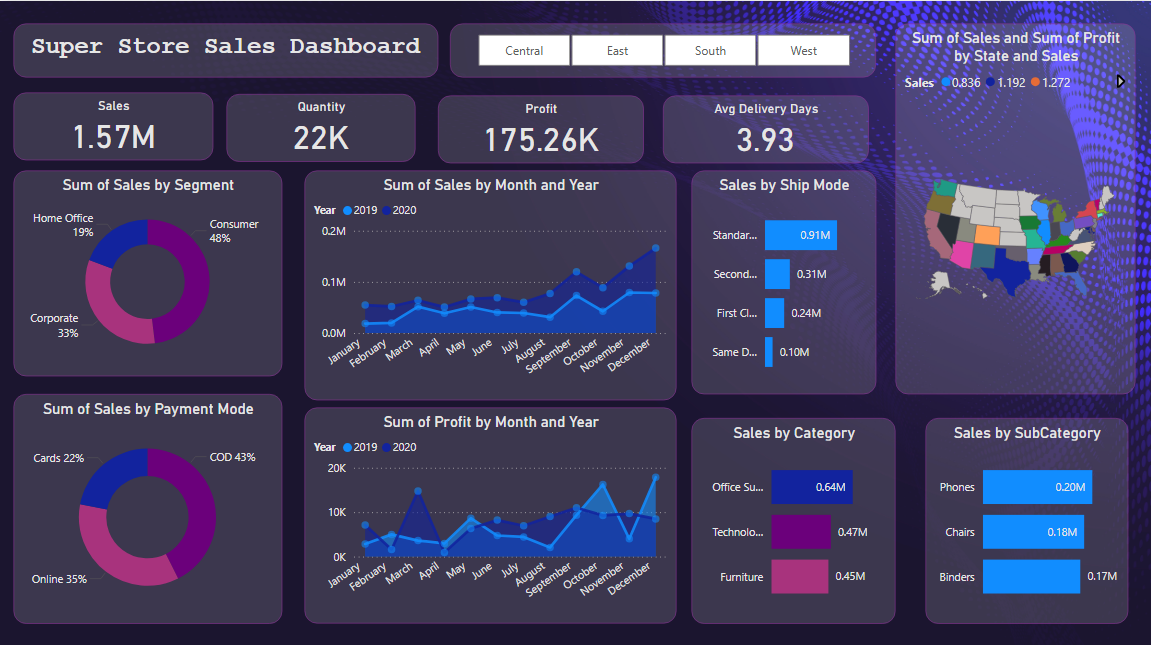 Super Store Sales Dashboard
Central East South West
Sum of Sales and Sum of Profit
by State and Sales
Sales 0.836 1.192 1.272
Sales
1.57M
Quantity
22K
Profit
175.26K
Avg Delivery Days
3.93
Sum of Sales by Segment
Home Office
19%
Consumer
48%
Corporate
33%
Sum of Sales by Month and Year
Year 2019 2020
0.2M
0.1M
0.0M
January
February
March
April
May
June
July
August
September
October
November
December
Sales by Ship Mode
Standar... 0.91M
Second... 0.31M
First Cl... 0.24M
Same D... 0.10M
Sum of Sales by Payment Mode
Cards 22%
COD 43%
Online 35%
Sum of Profit by Month and Year
Year 2019 2020
20K
10K
0K
January
February
March
April
May
June
July
August
September
October
November
December
Sales by Category
Office Su... 0.64M
Technolo... 0.47M
Furniture 0.45M
Sales by SubCategory
Phones 0.20M
Chairs 0.18M
Binders 0.17M